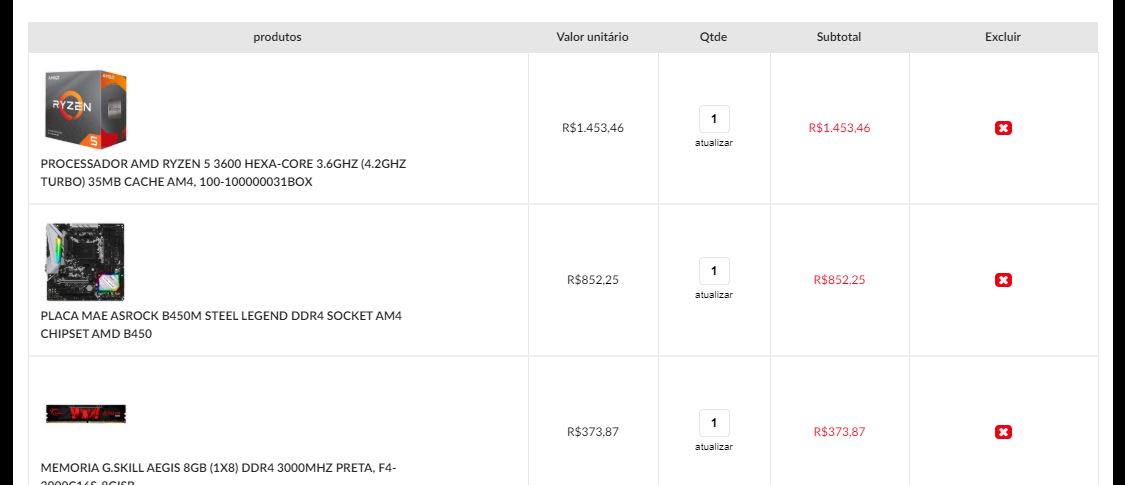 produtos Valor unitário Qtde Subtotal Excluir
AMD
RYZEN
5
R$1.453,46 1 R$1.453,46
atualizar
PROCESSADOR AMD RYZEN 5 3600 HEXA-CORE 3.6GHZ (4.2GHZ
TURBO) 35MB CACHE AM4, 100-100000031BOX
R$852,25 1 R$852,25
atualizar
PLACA MAE ASROCK B450M STEEL LEGEND DDR4 SOCKET AM4
CHIPSET AMD B450
R$373,87 1 R$373,87
atualizar
MEMORIA G.SKILL AEGIS 8GB (1X8) DDR4 3000MHZ PRETA, F4-
3000C16S-8GISB